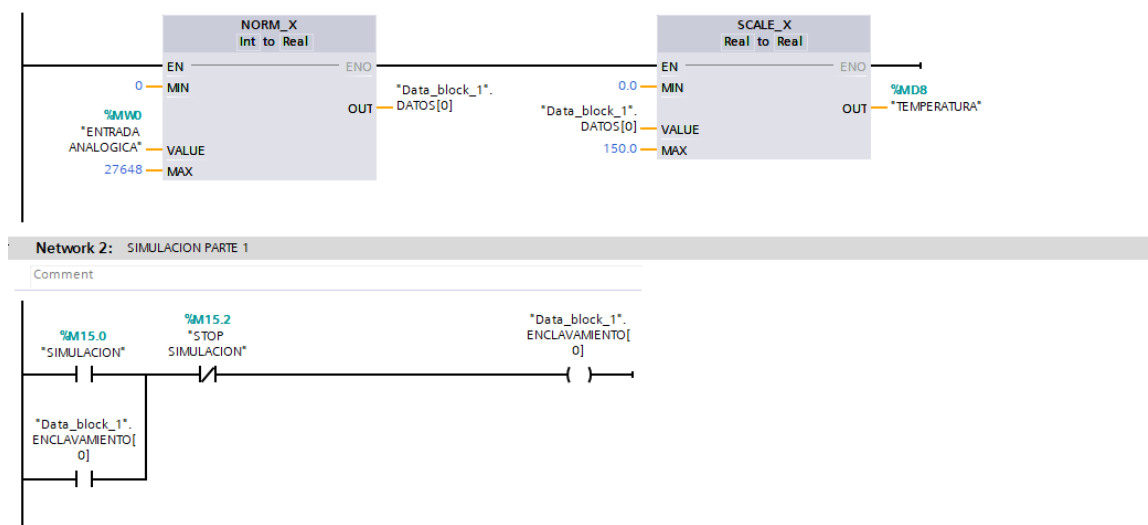 NORM_X
Int to Real
EN
ENO
0
MIN
%MW0
"ENTRADA
ANALOGICA"
VALUE
27648
MAX
OUT
"Data_block_1".
DATOS[0]
SCALE_X
Real to Real
EN
ENO
0.0
MIN
"Data_block_1".
DATOS[0]
VALUE
150.0
MAX
OUT
%MD8
"TEMPERATURA"
Network 2: SIMULACION PARTE 1
Comment
%M15.0
"SIMULACION"
%M15.2
"STOP
SIMULACION"
"Data_block_1".
ENCLAVAMIENTO[
0]
"Data_block_1".
ENCLAVAMIENTO[
0]